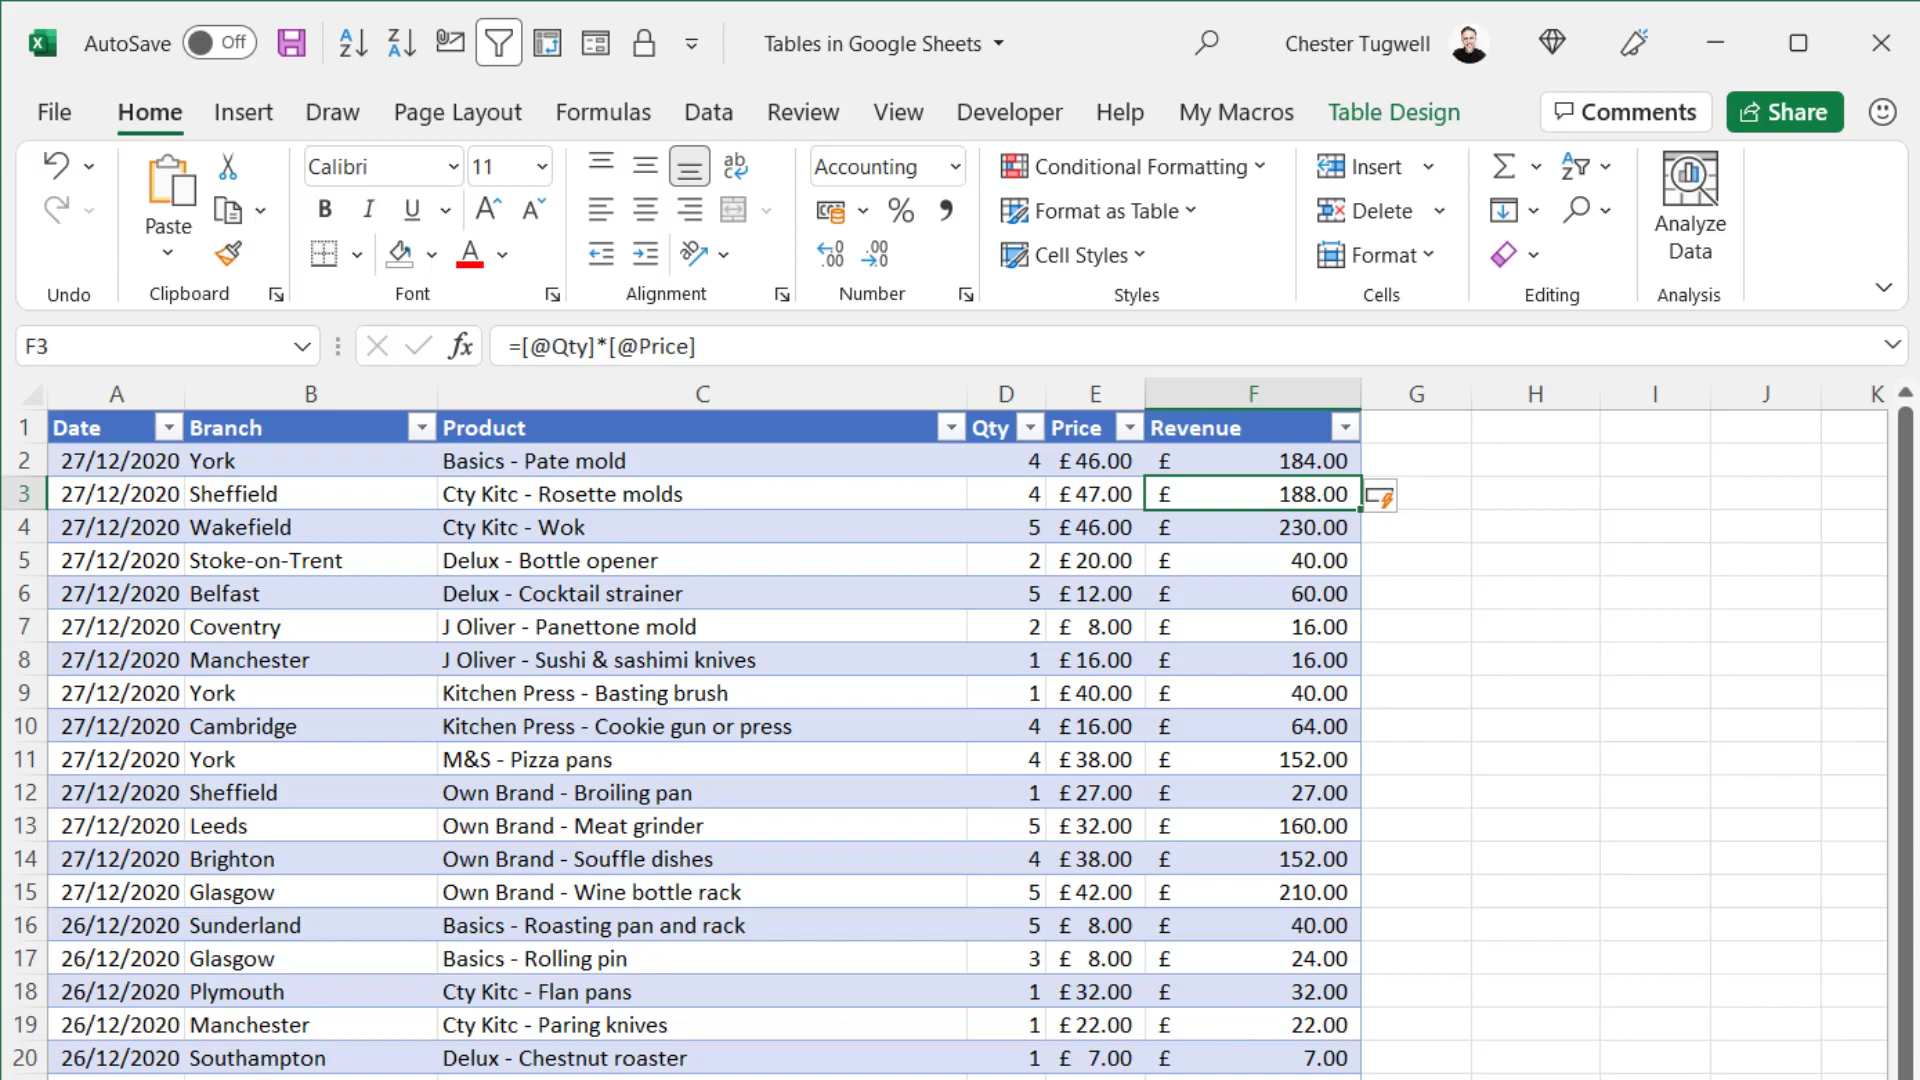 AutoSave Off Tables in Google Sheets Chester Tugwell
File Home Insert Draw Page Layout Formulas Data Review View Developer Help My Macros Table Design Comments Share
Calibri 11 Accounting Conditional Formatting Insert
Paste B I U Format as Table Delete Analyze Data
Cell Styles Format
Undo Clipboard Font Alignment Number Styles Cells Editing Analysis
F3 fx =[@Qty]*[@Price]
A B C D E F G H I J K
1 Date Branch Product Qty Price Revenue
2 27/12/2020 York Basics - Pate mold 4 £46.00 £ 184.00
3 27/12/2020 Sheffield Cty Kitc - Rosette molds 4 £47.00 £ 188.00
4 27/12/2020 Wakefield Cty Kitc - Wok 5 £46.00 £ 230.00
5 27/12/2020 Stoke-on-Trent Delux - Bottle opener 2 £20.00 £ 40.00
6 27/12/2020 Belfast Delux - Cocktail strainer 5 £12.00 £ 60.00
7 27/12/2020 Coventry J Oliver - Panettone mold 2 £ 8.00 £ 16.00
8 27/12/2020 Manchester J Oliver - Sushi & sashimi knives 1 £16.00 £ 16.00
9 27/12/2020 York Kitchen Press - Basting brush 1 £40.00 £ 40.00
10 27/12/2020 Cambridge Kitchen Press - Cookie gun or press 4 £16.00 £ 64.00
11 27/12/2020 York M&S - Pizza pans 4 £38.00 £ 152.00
12 27/12/2020 Sheffield Own Brand - Broiling pan 1 £27.00 £ 27.00
13 27/12/2020 Leeds Own Brand - Meat grinder 5 £32.00 £ 160.00
14 27/12/2020 Brighton Own Brand - Souffle dishes 4 £38.00 £ 152.00
15 27/12/2020 Glasgow Own Brand - Wine bottle rack 5 £42.00 £ 210.00
16 26/12/2020 Sunderland Basics - Roasting pan and rack 5 £ 8.00 £ 40.00
17 26/12/2020 Glasgow Basics - Rolling pin 3 £ 8.00 £ 24.00
18 26/12/2020 Plymouth Cty Kitc - Flan pans 1 £32.00 £ 32.00
19 26/12/2020 Manchester Cty Kitc - Paring knives 1 £22.00 £ 22.00
20 26/12/2020 Southampton Delux - Chestnut roaster 1 £ 7.00 £ 7.00